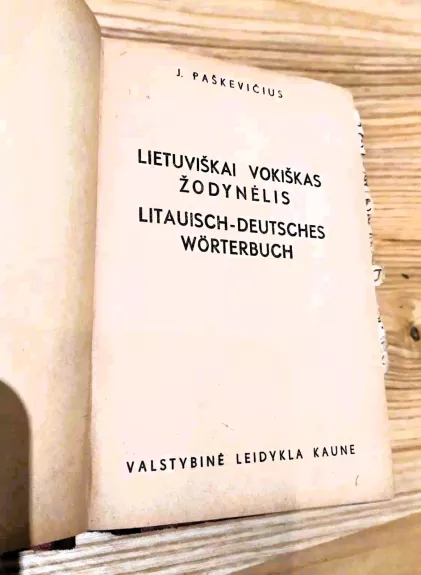 J. PAŠKEVIČIUS
LIETUVIŠKAI VOKIŠKAS
ŽODYNĖLIS
LITAUISCH-DEUTSCHES
WÖRTERBUCH
VALSTYBINĖ LEIDYKLA KAUNE